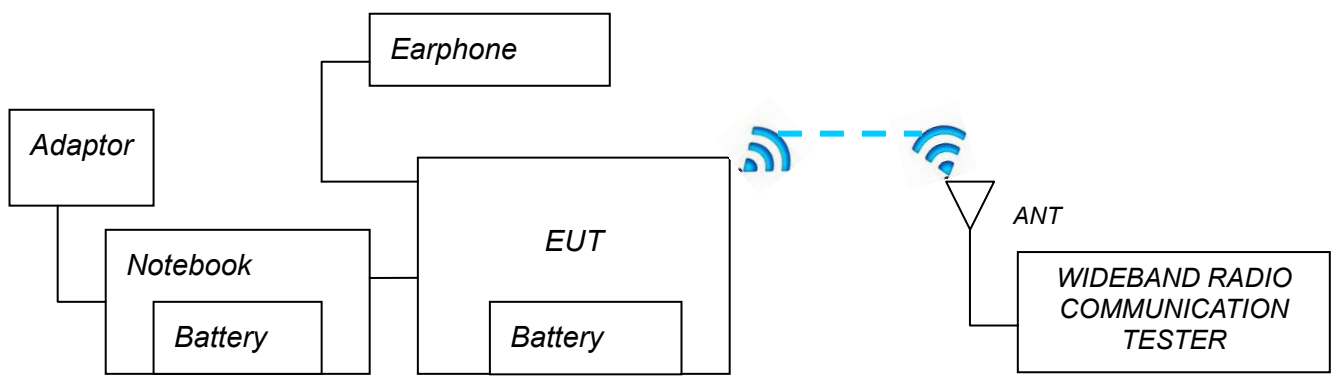 Earphone
Adaptor
ANT
EUT
Notebook
WIDEBAND RADIO
COMMUNICATION
TESTER
Battery
Battery